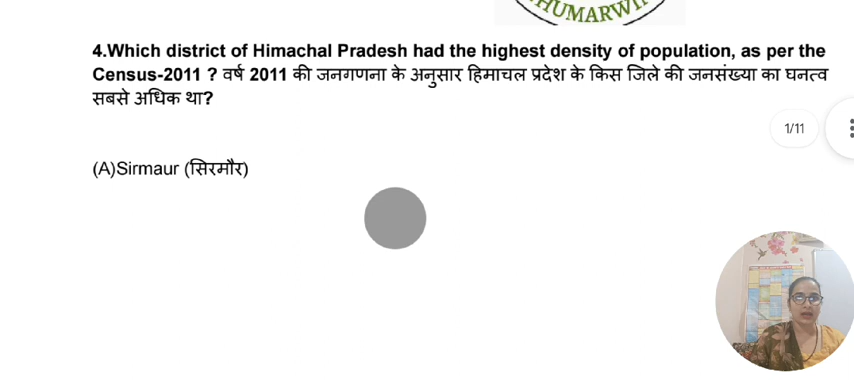 HUMARWIN
4.Which district of Himachal Pradesh had the highest density of population, as per the
Census-2011 ? वर्ष 2011 की जनगणना के अनुसार हिमाचल प्रदेश के किस जिले की जनसंख्या का घनत्व
सबसे अधिक था?
1/11
(A)Sirmaur (सिरमौर)